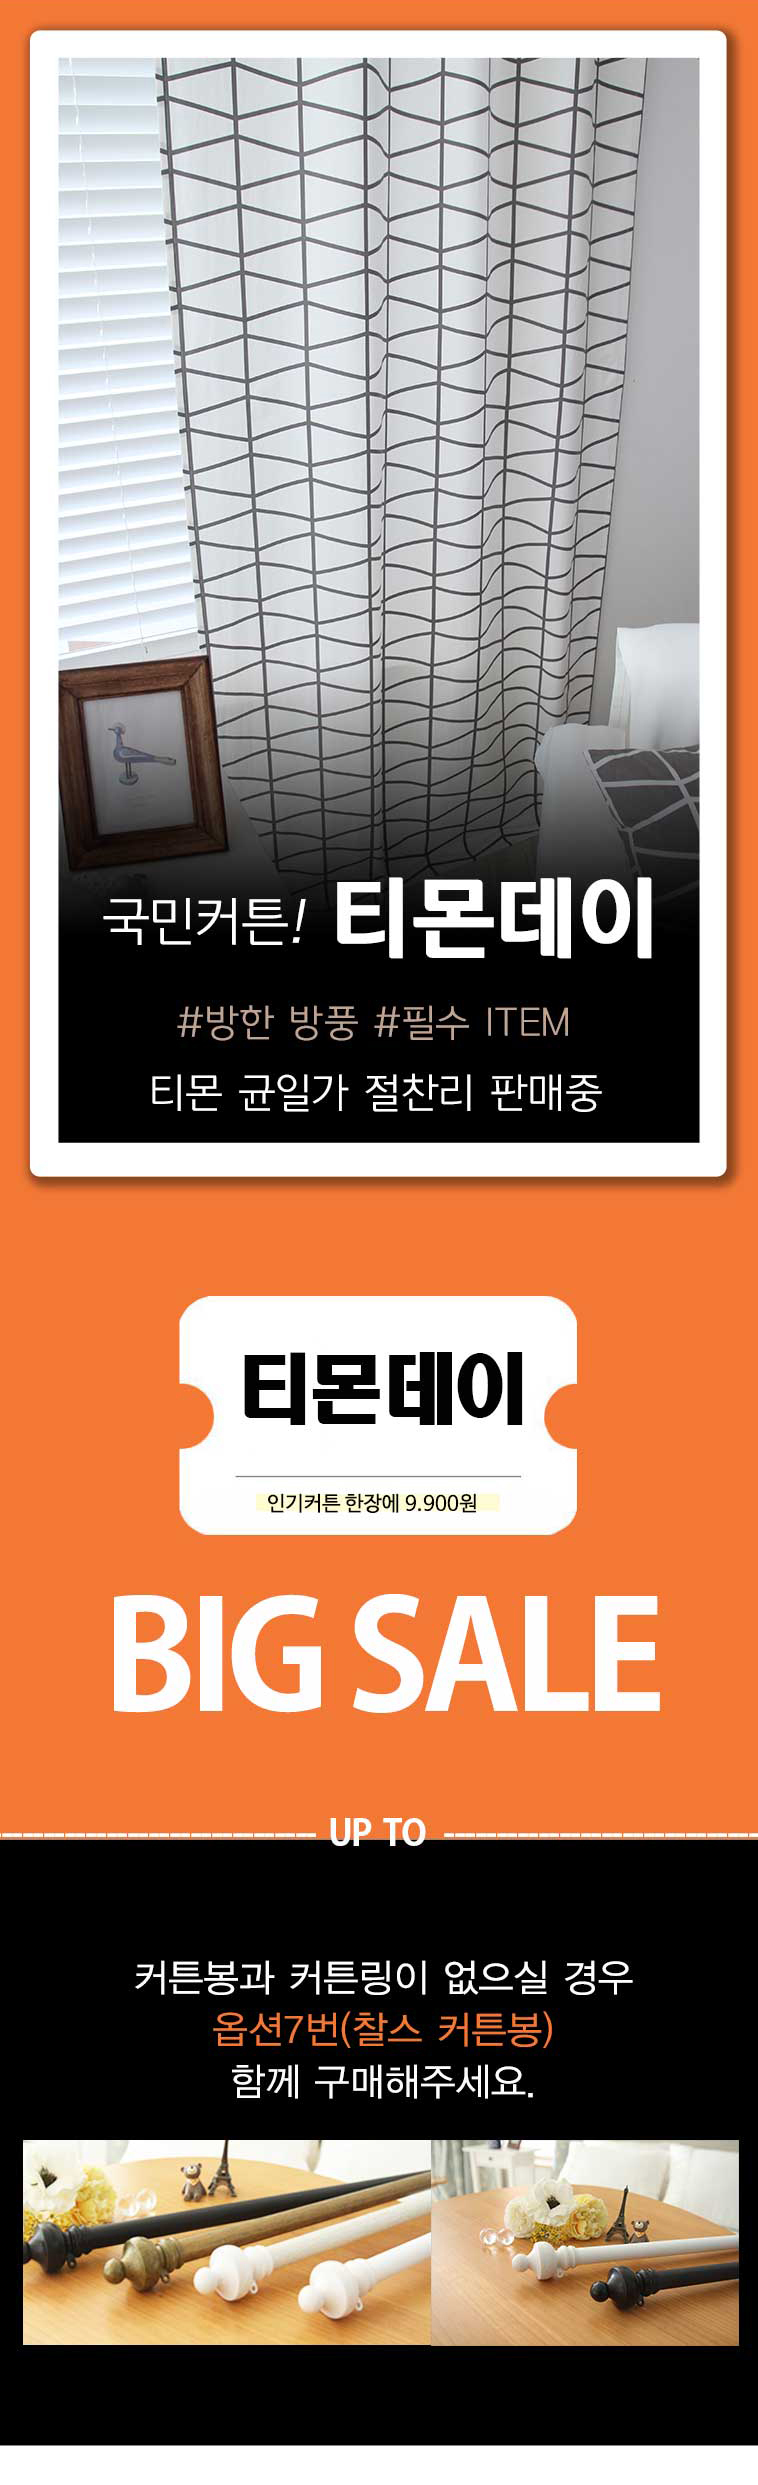 국민커튼! 티몬데이
#방한 방풍 #필수 ITEM
티몬 균일가 절찬리 판매중
티몬데이
인기커튼 한장에 9.900원
BIG SALE
UP TO
커튼봉과 커튼링이 없으실 경우
옵션7번(찰스 커튼봉)
함께 구매해주세요.